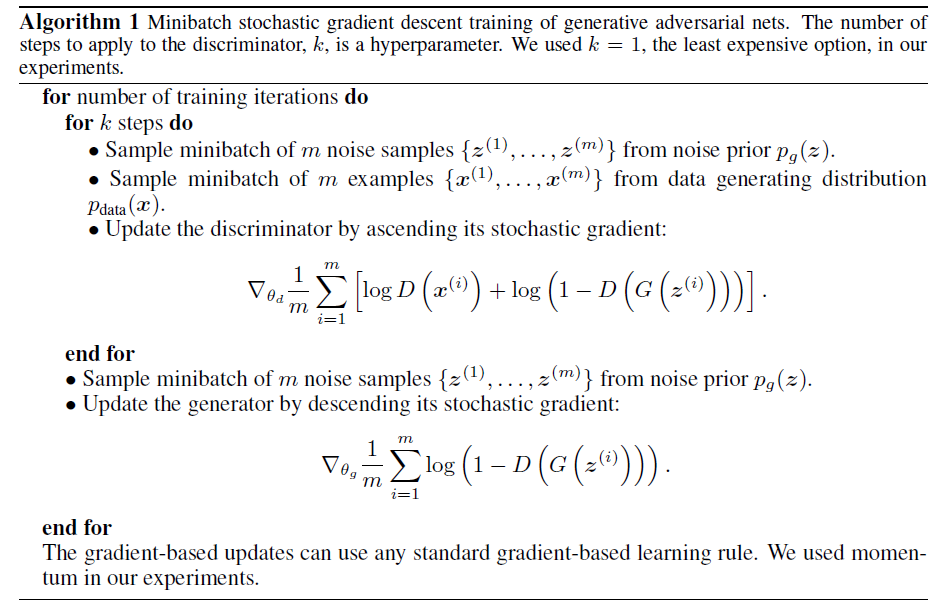 Algorithm 1 Minibatch stochastic gradient descent training of generative adversarial nets. The number of
steps to apply to the discriminator, k, is a hyperparameter. We used k = 1, the least expensive option, in our
experiments.
for number of training iterations do
for k steps do
• Sample minibatch of m noise samples {z^(1), . . . , z^(m)} from noise prior p_g(z).
• Sample minibatch of m examples {x^(1), . . . , x^(m)} from data generating distribution
p_data(x).
• Update the discriminator by ascending its stochastic gradient:
∇_{θ_d} \frac{1}{m} \sum_{i=1}^{m} [log D (x^(i)) + log (1 − D (G (z^(i))))] .
end for
• Sample minibatch of m noise samples {z^(1), . . . , z^(m)} from noise prior p_g(z).
• Update the generator by descending its stochastic gradient:
∇_{θ_g} \frac{1}{m} \sum_{i=1}^{m} log (1 − D (G (z^(i)))) .
end for
The gradient-based updates can use any standard gradient-based learning rule. We used momen-
tum in our experiments.